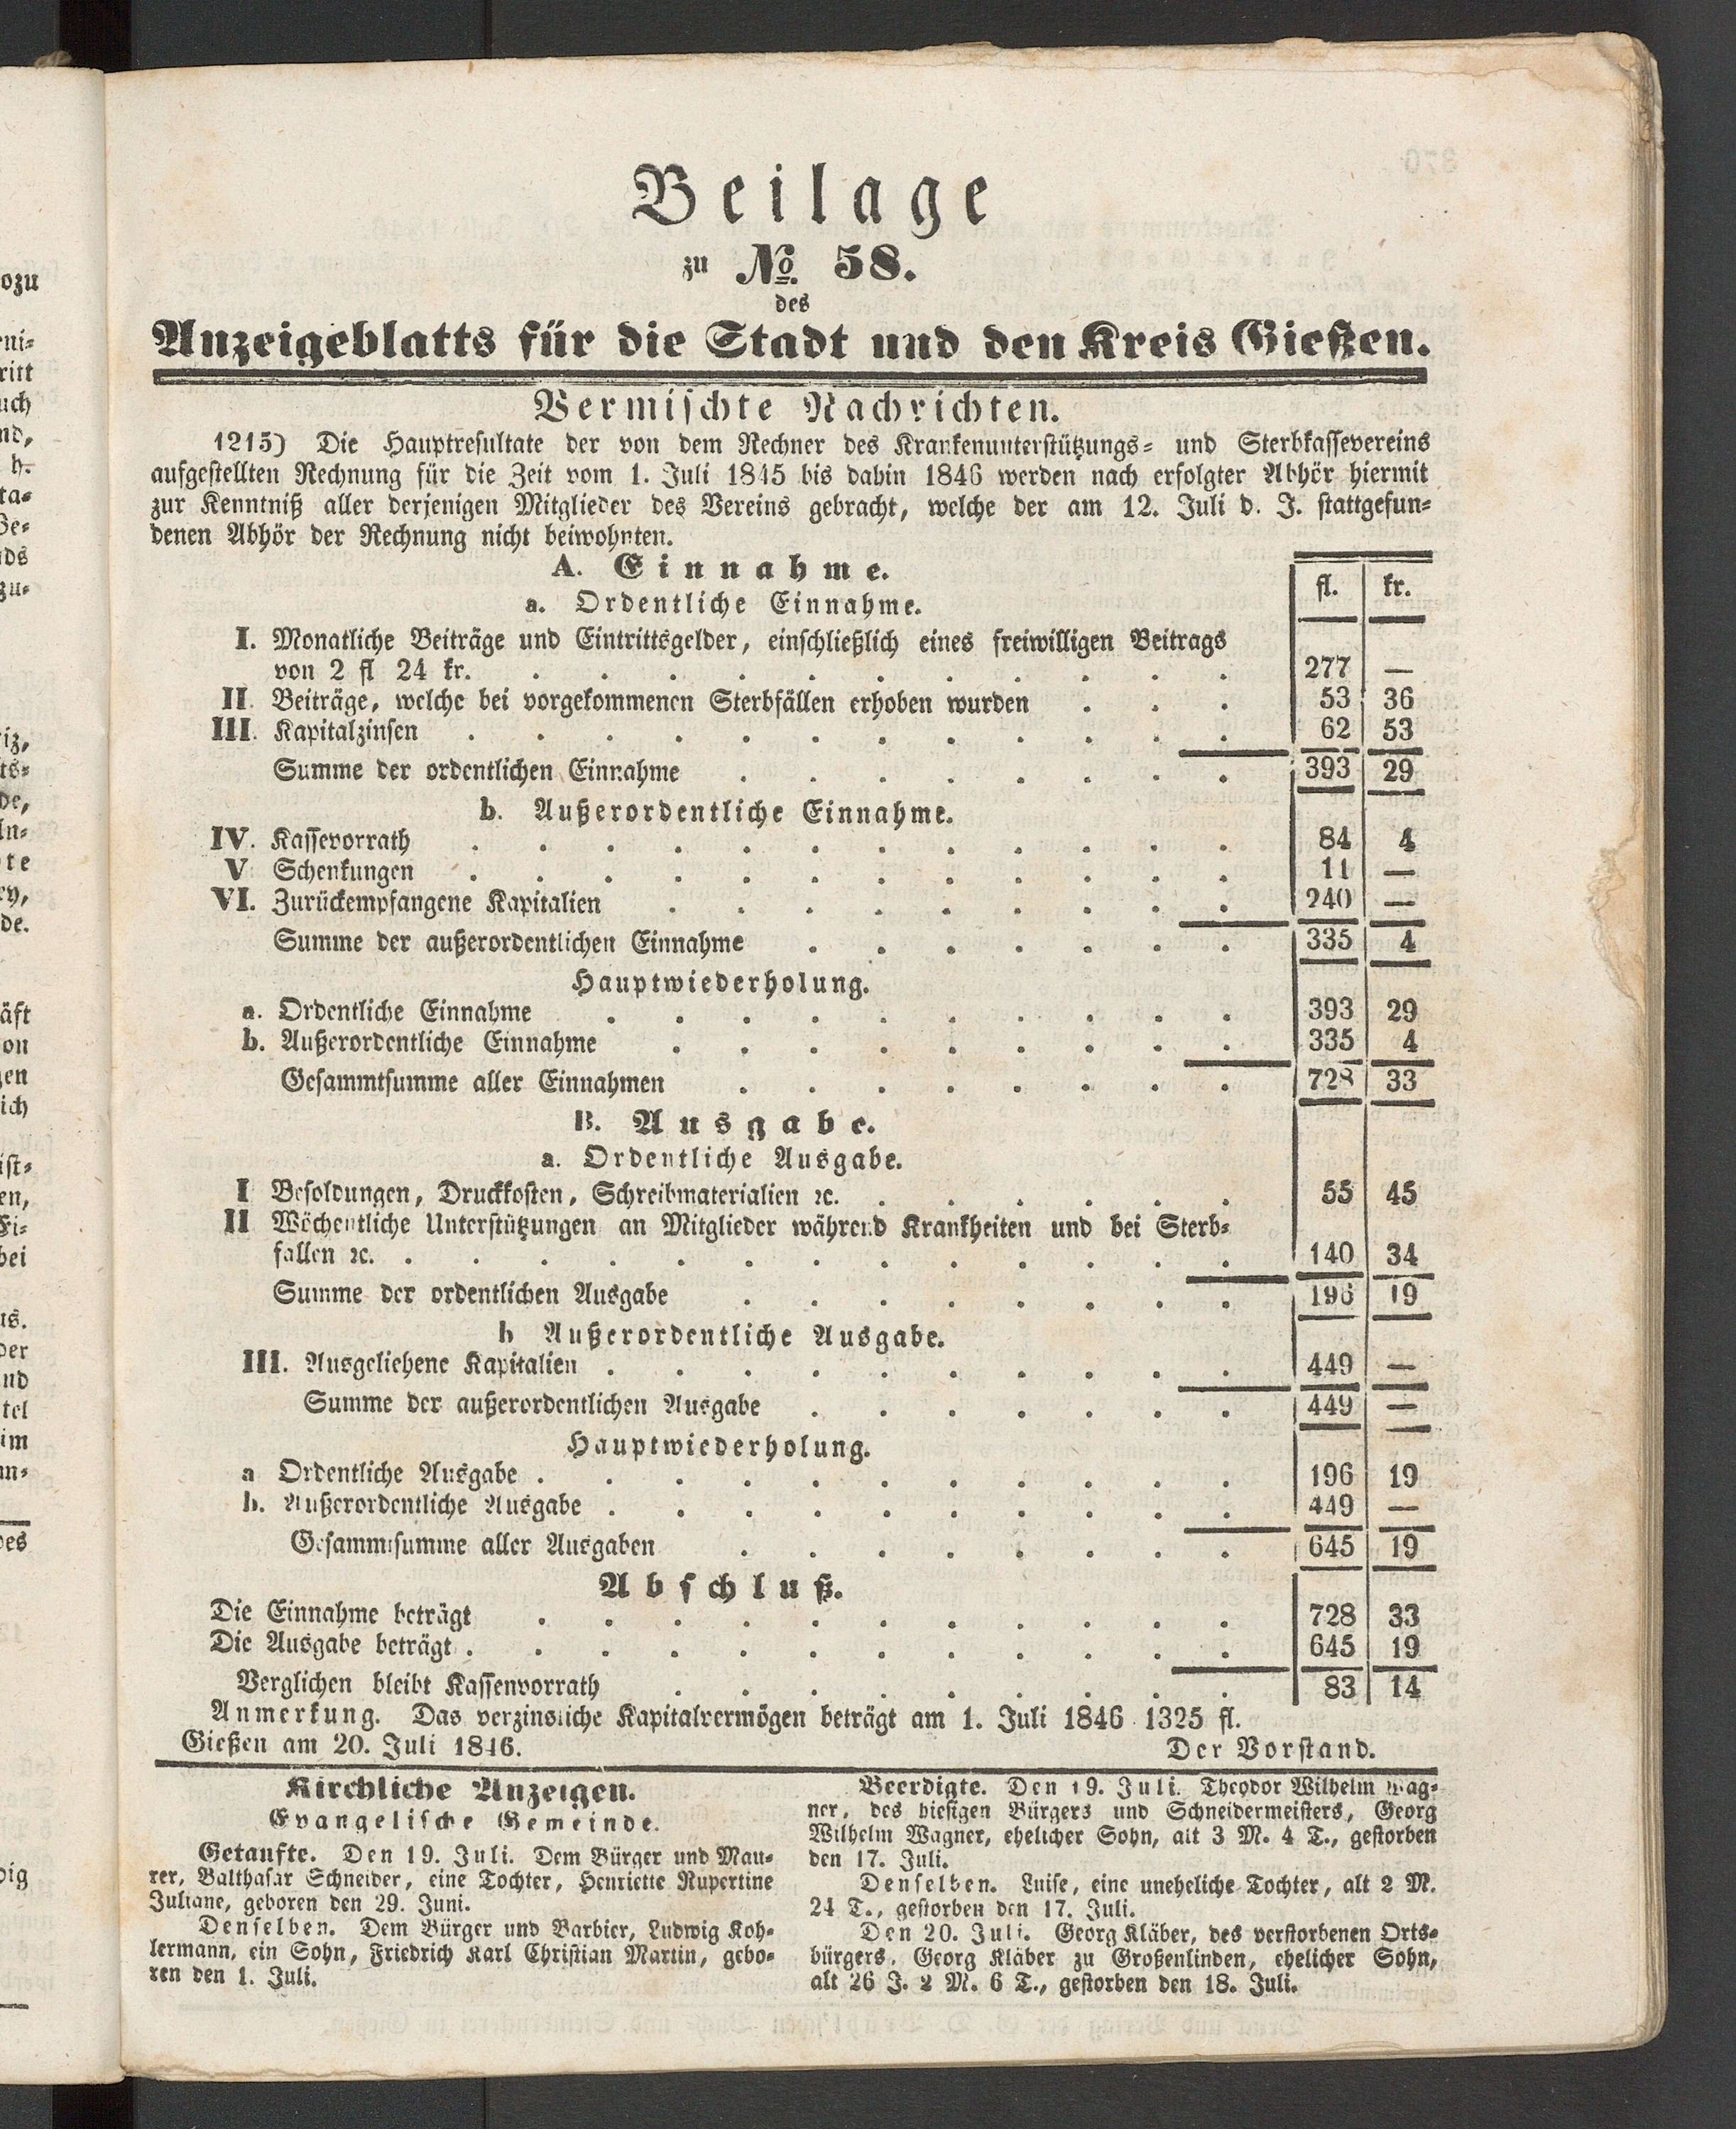 Beilage
zu No. 58.
des
Anzeigeblatts für die Stadt und den Kreis Gießen.
Vermischte Nachrichten.
1215) Die Hauptresultate der von dem Rechner des Krankenunterstützungs- und Sterbkassevereins
aufgestellten Rechnung für die Zeit vom 1. Juli 1845 bis dahin 1846 werden nach erfolgter Abhör hiermit
zur Kenntniß aller derjenigen Mitglieder des Vereins gebracht, welche der am 12. Juli d. J. stattgefun-
denen Abhör der Rechnung nicht beiwohnten.
A. Einnahme.
fl. kr.
a. Ordentliche Einnahme.
I. Monatliche Beiträge und Eintrittsgelder, einschließlich eines freiwilligen Beitrags
von 2 fl 24 kr. . . . . . . . . . . . 277 —
II. Beiträge, welche bei vorgekommenen Sterbfällen erhoben wurden . . . 53 36
III. Kapitalzinsen . . . . . . . . . . . . 62 53
Summe der ordentlichen Einnahme . . . . . . . . 393 29
b. Außerordentliche Einnahme.
IV. Kassevorrath . . . . . . . . . . . . 84 4
V Schenkungen . . . . . . . . . . . . 11 —
VI. Zurückempfangene Kapitalien . . . . . . . . . 240 —
Summe der außerordentlichen Einnahme . . . . . . . 335 4
Hauptwiederholung.
a. Ordentliche Einnahme . . . . . . . . . . 393 29
b. Außerordentliche Einnahme . . . . . . . . . 335 4
Gesammtsumme aller Einnahmen . . . . . . . . 728 33
B. Ausgabe.
a. Ordentliche Ausgabe.
I Besoldungen, Druckkosten, Schreibmaterialien ꝛc. . . . . . . 55 45
II Wöchentliche Unterstützungen an Mitglieder während Krankheiten und bei Sterb-
fällen ꝛc. . . . . . . . . . . . . . 140 34
Summe der ordentlichen Ausgabe . . . . . . . . 196 19
b Außerordentliche Ausgabe.
III. Ausgeliehene Kapitalien . . . . . . . . . . 449 —
Summe der außerordentlichen Ausgabe . . . . . . . 449 —
Hauptwiederholung.
a Ordentliche Ausgabe . . . . . . . . . . . 196 19
b. Außerordentliche Ausgabe . . . . . . . . . . 449 —
Gesammtsumme aller Ausgaben . . . . . . . . 645 19
Abschluß.
Die Einnahme beträgt . . . . . . . . . . . 728 33
Die Ausgabe beträgt . . . . . . . . . . . . 645 19
Verglichen bleibt Kassenvorrath . . . . . . . . . 83 14
Anmerkung. Das verzinsliche Kapitalvermögen beträgt am 1. Juli 1846 1325 fl.
Gießen am 20. Juli 1846. Der Vorstand.
Kirchliche Anzeigen.
Evangelische Gemeinde.
Getaufte. Den 19. Juli. Dem Bürger und Mau-
rer, Balthasar Schneider, eine Tochter, Henriette Rupertine
Juliane, geboren den 29. Juni.
Denselben. Dem Bürger und Barbier, Ludwig Koh-
lermann, ein Sohn, Friedrich Karl Christian Martin, gebo-
ren den 1. Juli.
Beerdigte. Den 19. Juli. Theodor Wilhelm Wag-
ner, des hiesigen Bürgers und Schneidermeisters, Georg
Wilhelm Wagner, ehelicher Sohn, alt 3 M. 4 T., gestorben
den 17. Juli.
Denselben. Luise, eine uneheliche Tochter, alt 2 M.
24 T., gestorben den 17. Juli.
Den 20. Juli. Georg Kläber, des verstorbenen Orts-
bürgers, Georg Kläber zu Großenlinden, ehelicher Sohn,
alt 26 J. 2 M. 6 T., gestorben den 18. Juli.